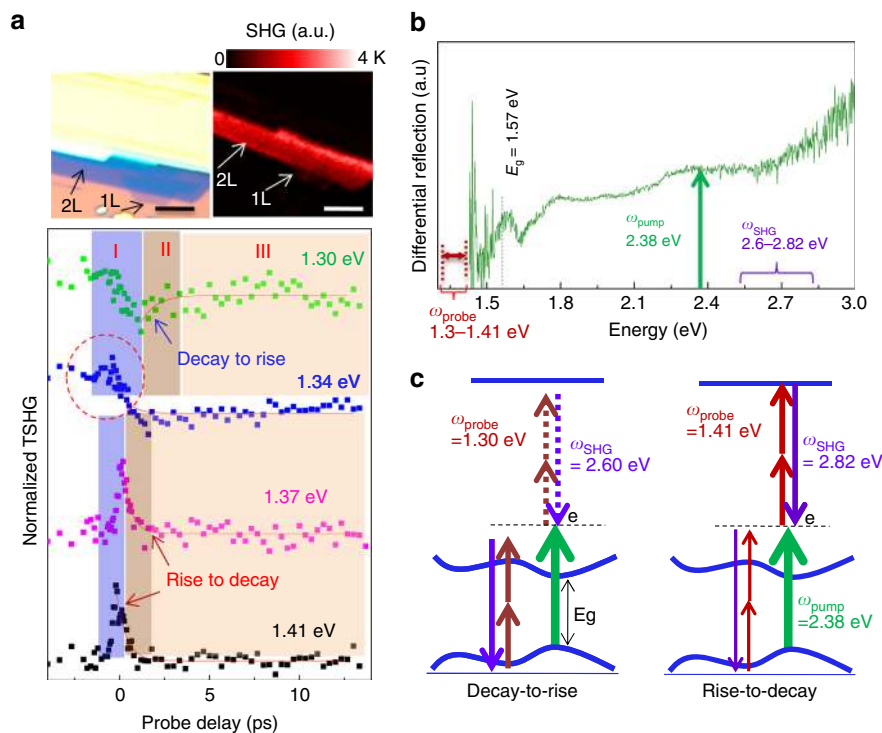 a
SHG (a.u.)
0
4 K
2L
1L
2L
1L
I
II
III
1.30 eV
Decay to rise
1.34 eV
1.37 eV
Rise to decay
1.41 eV
Normalized TSHG
0
5
10
Probe delay (ps)
b
Differential reflection (a.u)
Eg = 1.57 eV
ωpump
2.38 eV
ωSHG
2.6–2.82 eV
ωprobe
1.3–1.41 eV
1.5
1.8
2.1
2.4
2.7
3.0
Energy (eV)
c
ωprobe
=1.30 eV
ωSHG
= 2.60 eV
e
Eg
Decay-to-rise
ωprobe
=1.41 eV
ωSHG
= 2.82 eV
e
ωpump
=2.38 eV
Rise-to-decay